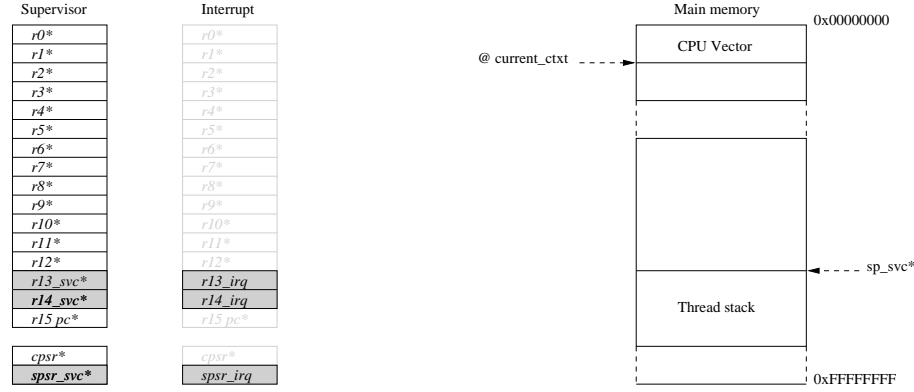 Supervisor
r0*
r1*
r2*
r3*
r4*
r5*
r6*
r7*
r8*
r9*
r10*
r11*
r12*
r13_svc*
r14_svc*
r15 pc*
cpsr*
spsr_svc*
Interrupt
r0*
r1*
r2*
r3*
r4*
r5*
r6*
r7*
r8*
r9*
r10*
r11*
r12*
r13_irq
r14_irq
r15 pc*
cpsr*
spsr_irq
Main memory
0x00000000
CPU Vector
@ current_ctxt
sp_svc*
Thread stack
0xFFFFFFFF